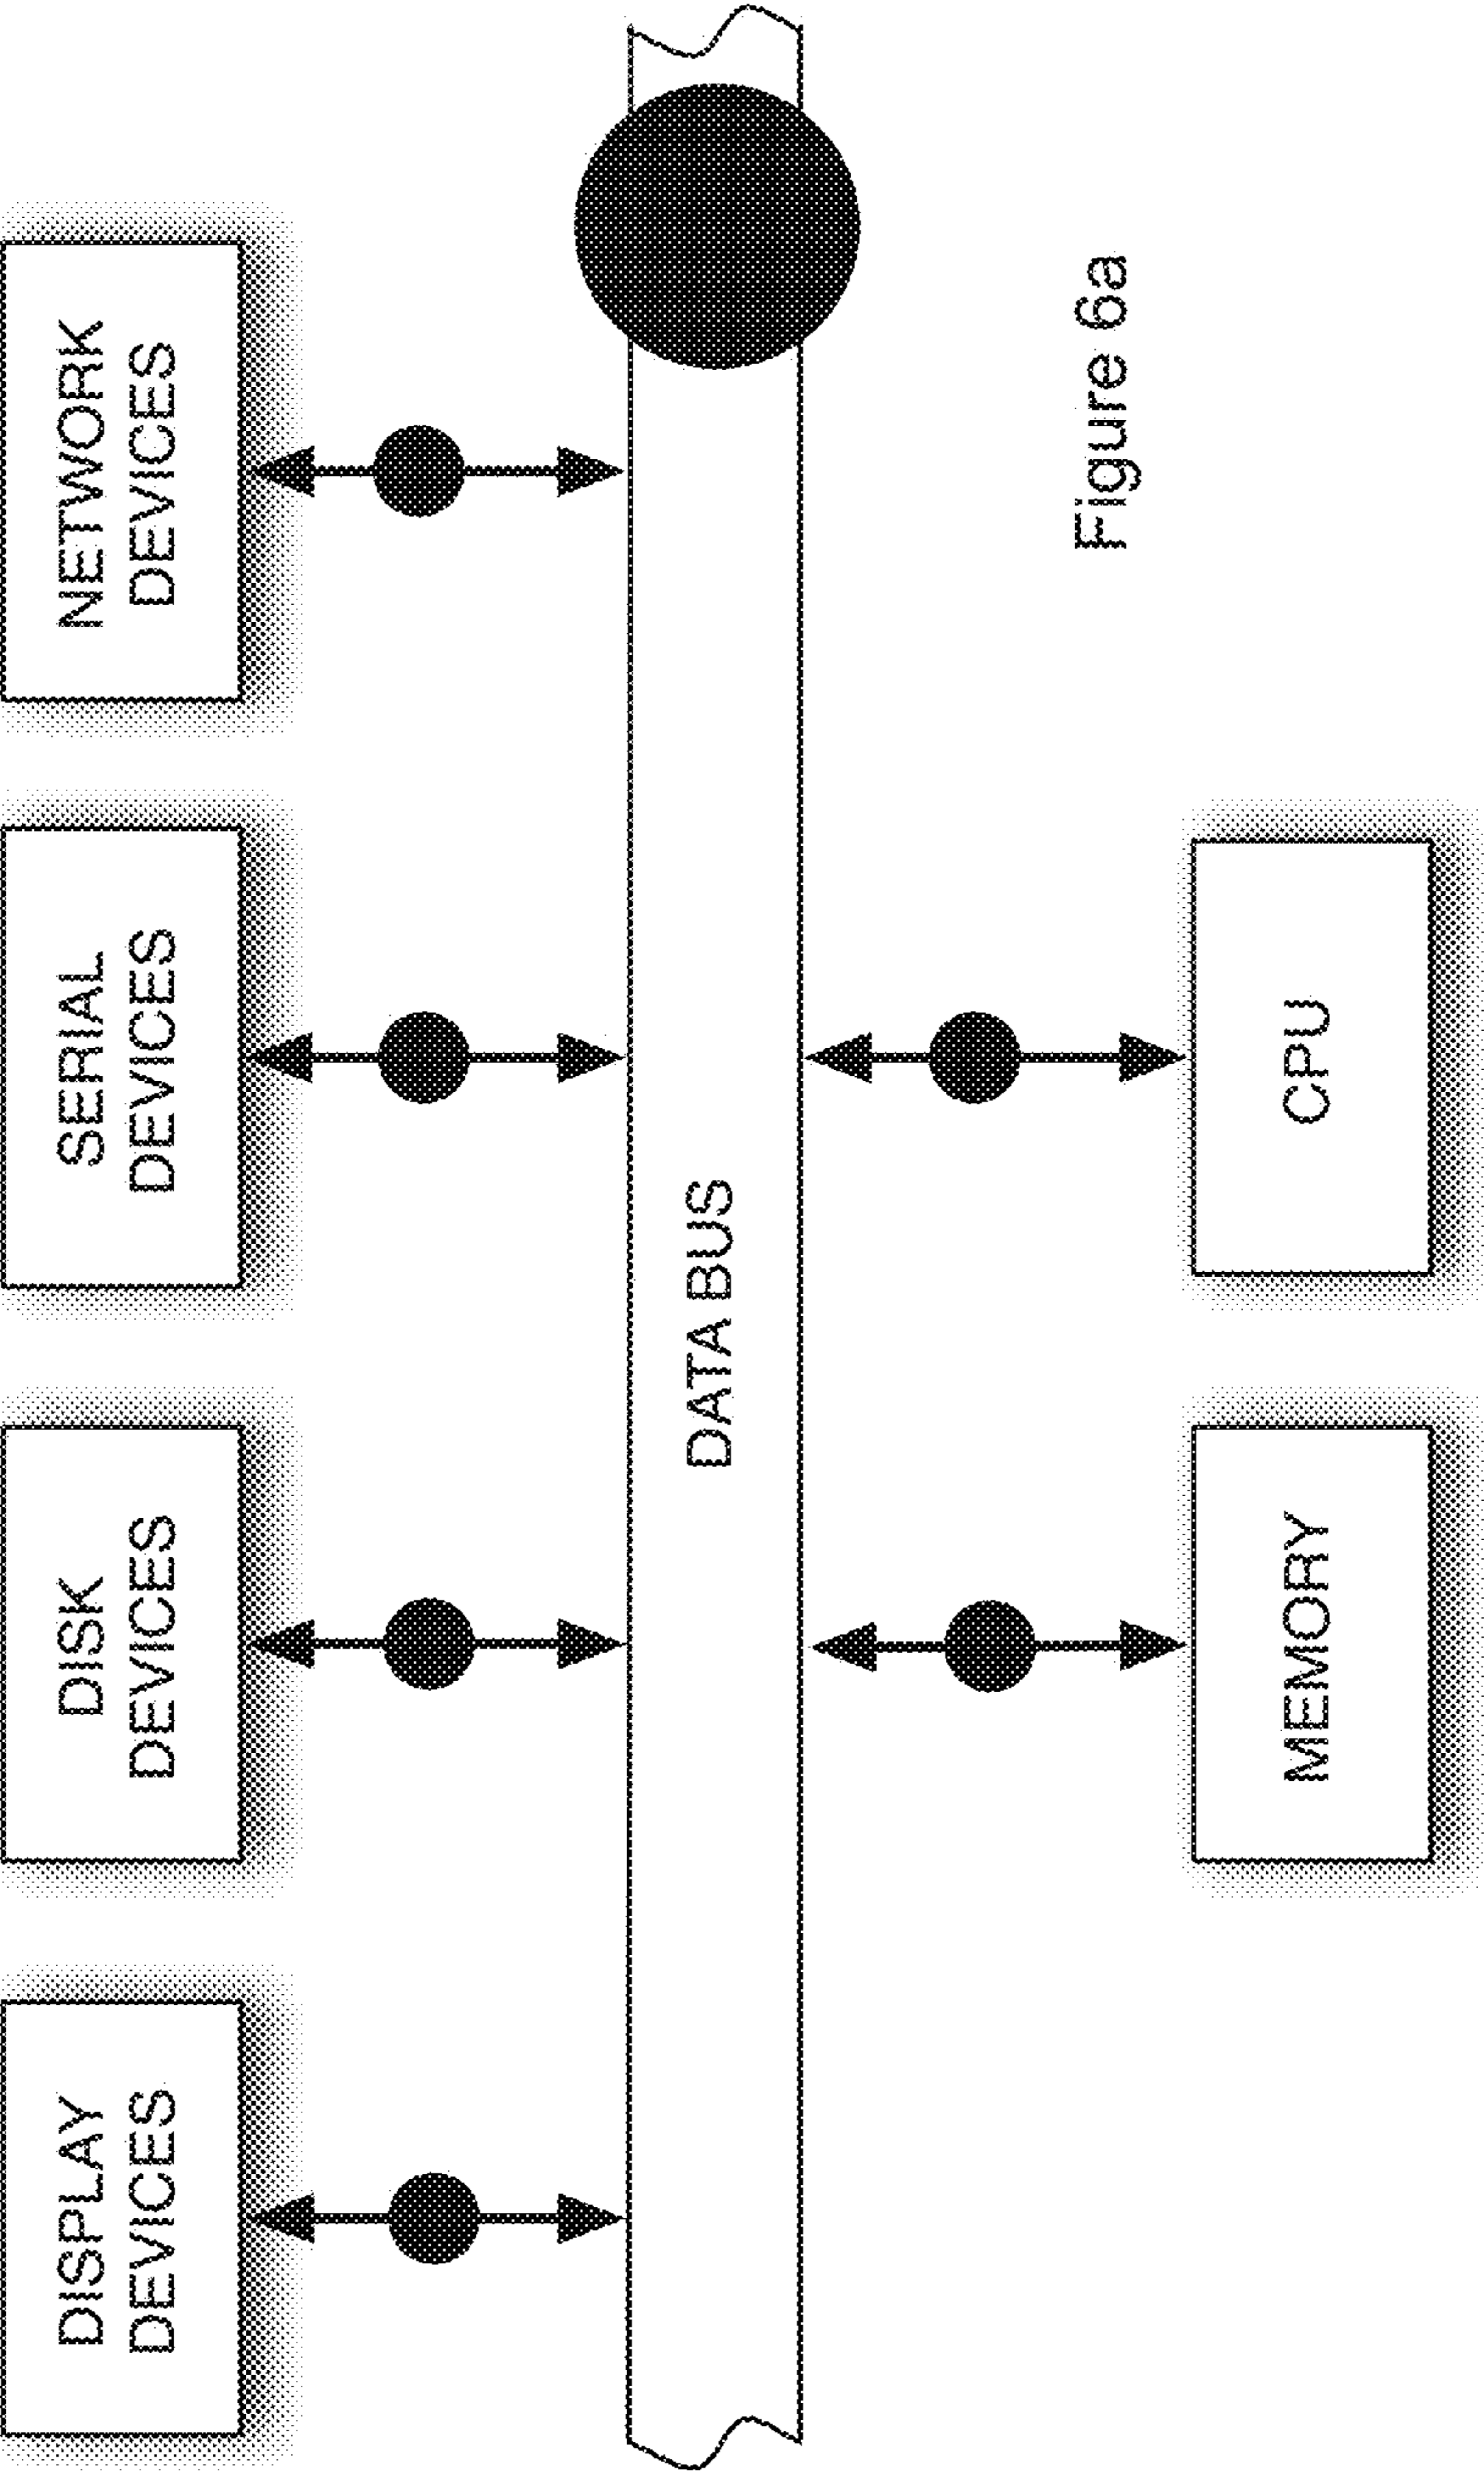 DISPLAY
DEVICES
DISK
DEVICES
SERIAL
DEVICES
NETWORK
DEVICES
DATA BUS
MEMORY
CPU
Figure 6a